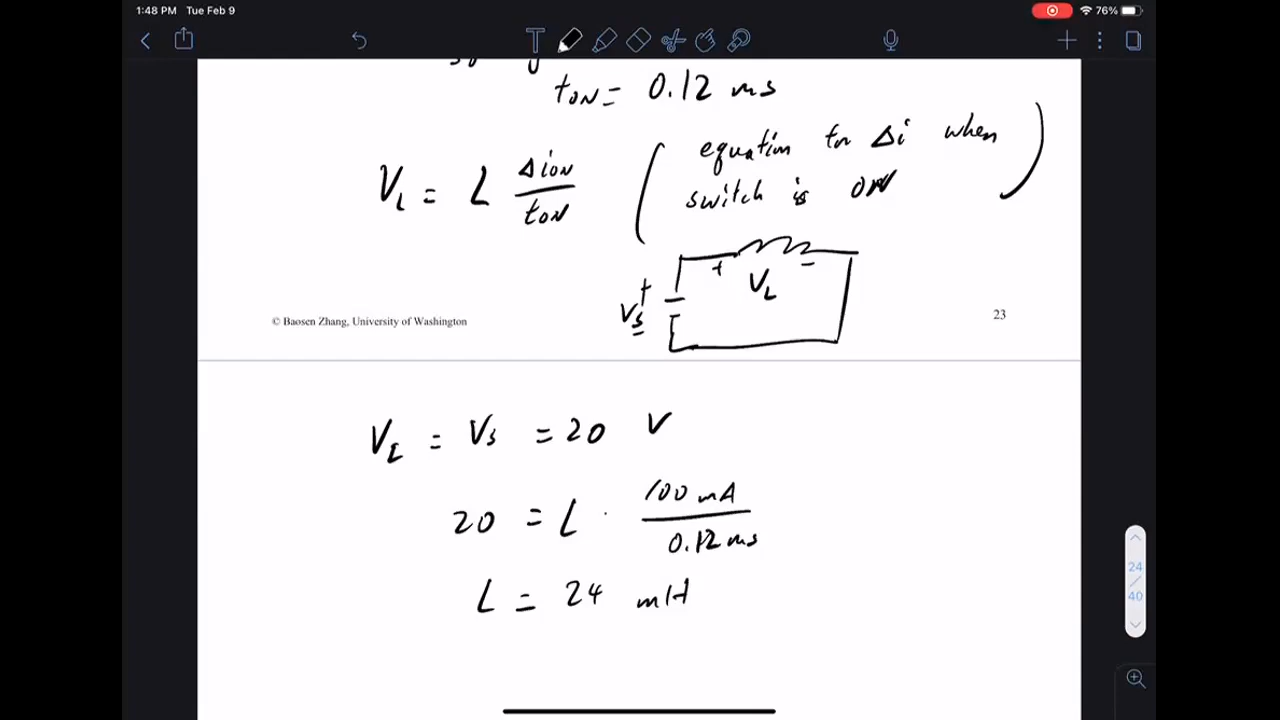 1:48 PM Tue Feb 9
76%
tON = 0.12 ms
VL = L ΔiON / tON
( equation for Δi when
switch is ON )
+ VL −
VS +
© Baosen Zhang, University of Washington
23
VL = VS = 20 V
20 = L · 100 mA / 0.12 ms
L = 24 mH
24
40